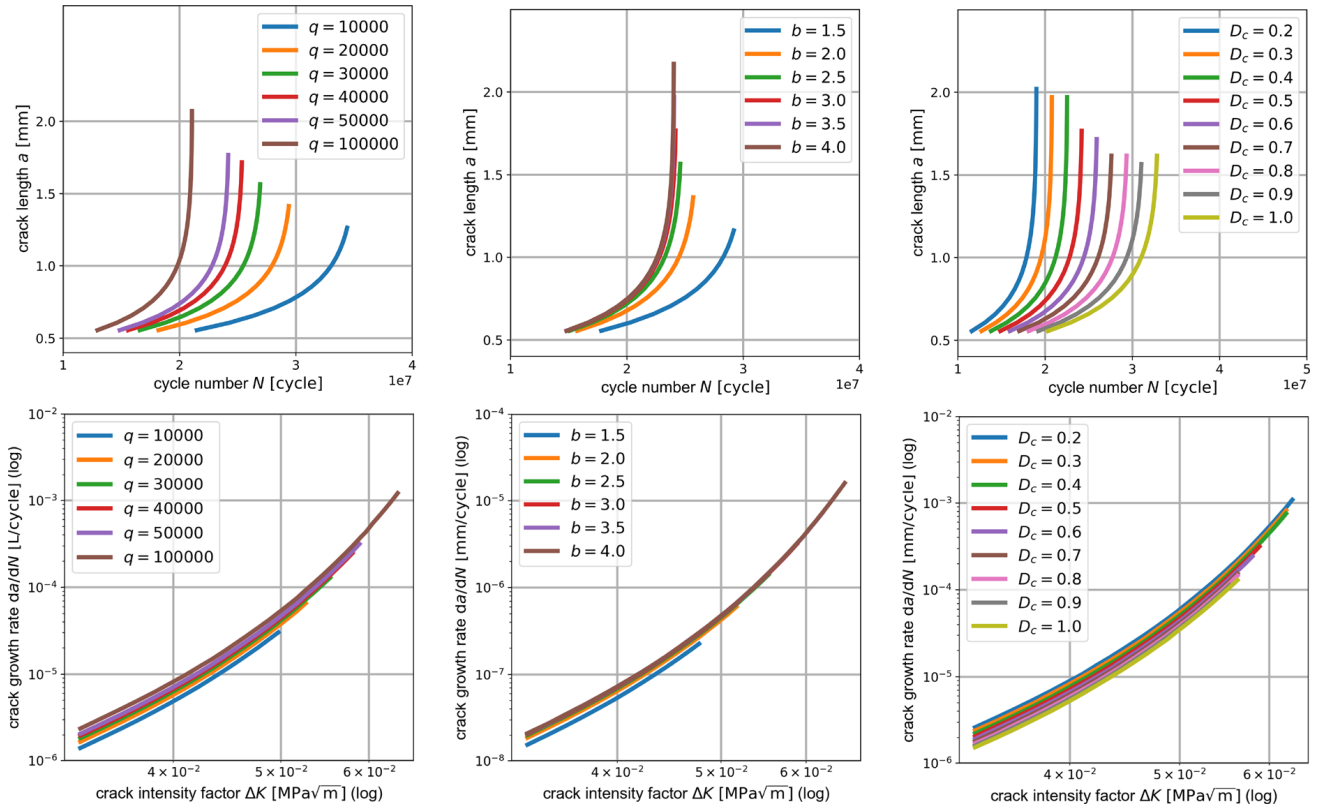 q = 10000
q = 20000
q = 30000
q = 40000
q = 50000
q = 100000
crack length a [mm]
2.0
1.5
1.0
0.5
1
2
3
4
1e7
cycle number N [cycle]
b = 1.5
b = 2.0
b = 2.5
b = 3.0
b = 3.5
b = 4.0
crack length a [mm]
2.0
1.5
1.0
0.5
1
2
3
4
1e7
cycle number N [cycle]
D_c = 0.2
D_c = 0.3
D_c = 0.4
D_c = 0.5
D_c = 0.6
D_c = 0.7
D_c = 0.8
D_c = 0.9
D_c = 1.0
crack length a [mm]
2.0
1.5
1.0
0.5
1
2
3
4
5
1e7
cycle number N [cycle]
q = 10000
q = 20000
q = 30000
q = 40000
q = 50000
q = 100000
crack growth rate da/dN [L/cycle] (log)
10⁻²
10⁻³
10⁻⁴
10⁻⁵
10⁻⁶
4 × 10⁻²
5 × 10⁻²
6 × 10⁻²
crack intensity factor ΔK [MPa√m] (log)
b = 1.5
b = 2.0
b = 2.5
b = 3.0
b = 3.5
b = 4.0
crack growth rate da/dN [mm/cycle] (log)
10⁻⁴
10⁻⁵
10⁻⁶
10⁻⁷
10⁻⁸
4 × 10⁻²
5 × 10⁻²
6 × 10⁻²
crack intensity factor ΔK [MPa√m] (log)
D_c = 0.2
D_c = 0.3
D_c = 0.4
D_c = 0.5
D_c = 0.6
D_c = 0.7
D_c = 0.8
D_c = 0.9
D_c = 1.0
crack growth rate da/dN [mm/cycle] (log)
10⁻²
10⁻³
10⁻⁴
10⁻⁵
10⁻⁶
4 × 10⁻²
5 × 10⁻²
6 × 10⁻²
crack intensity factor ΔK [MPa√m] (log)